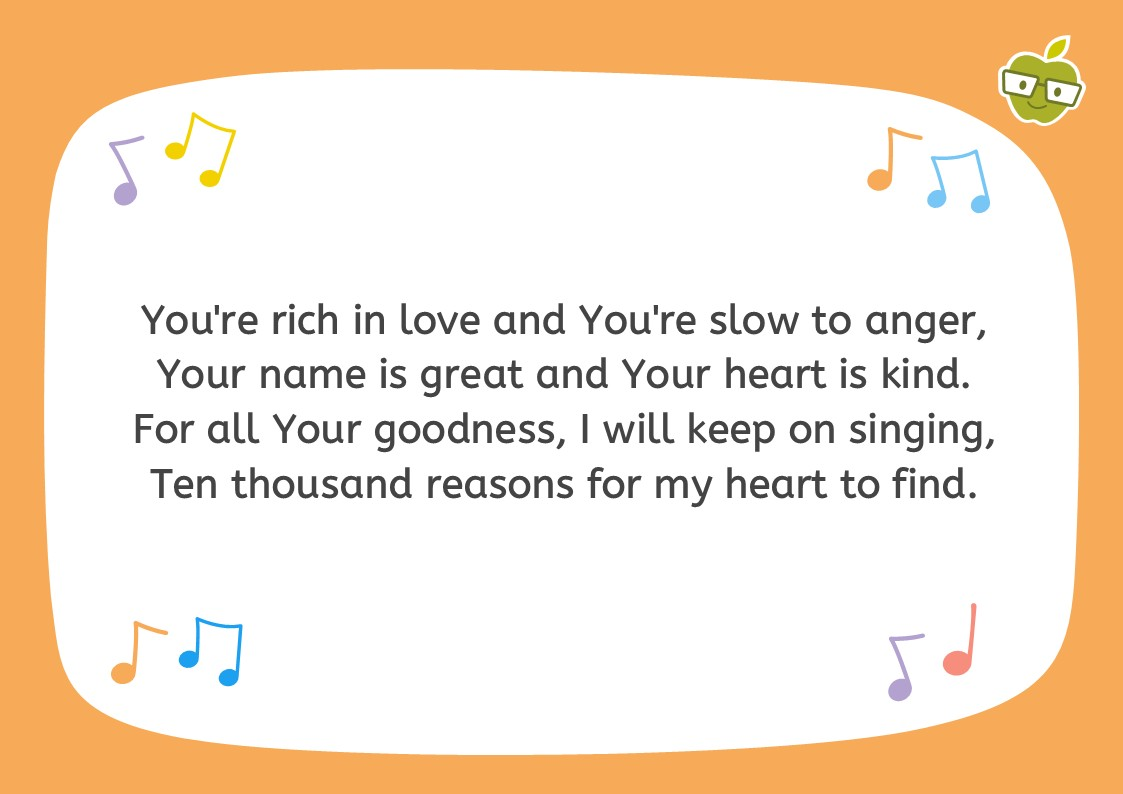 You're rich in love and You're slow to anger,
Your name is great and Your heart is kind.
For all Your goodness, I will keep on singing,
Ten thousand reasons for my heart to find.